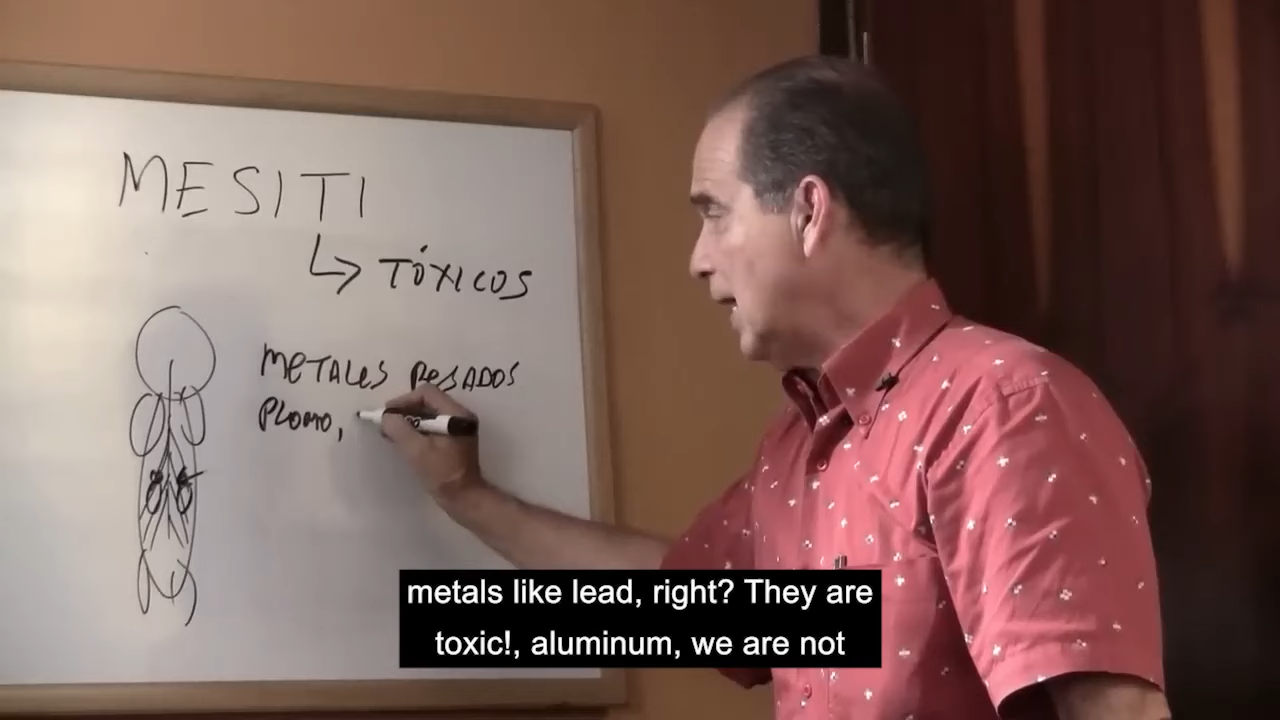 MESITI
↳ TÓXICOS
METALES PESADOS
PLOMO,
metals like lead, right? They are
toxic!, aluminum, we are not